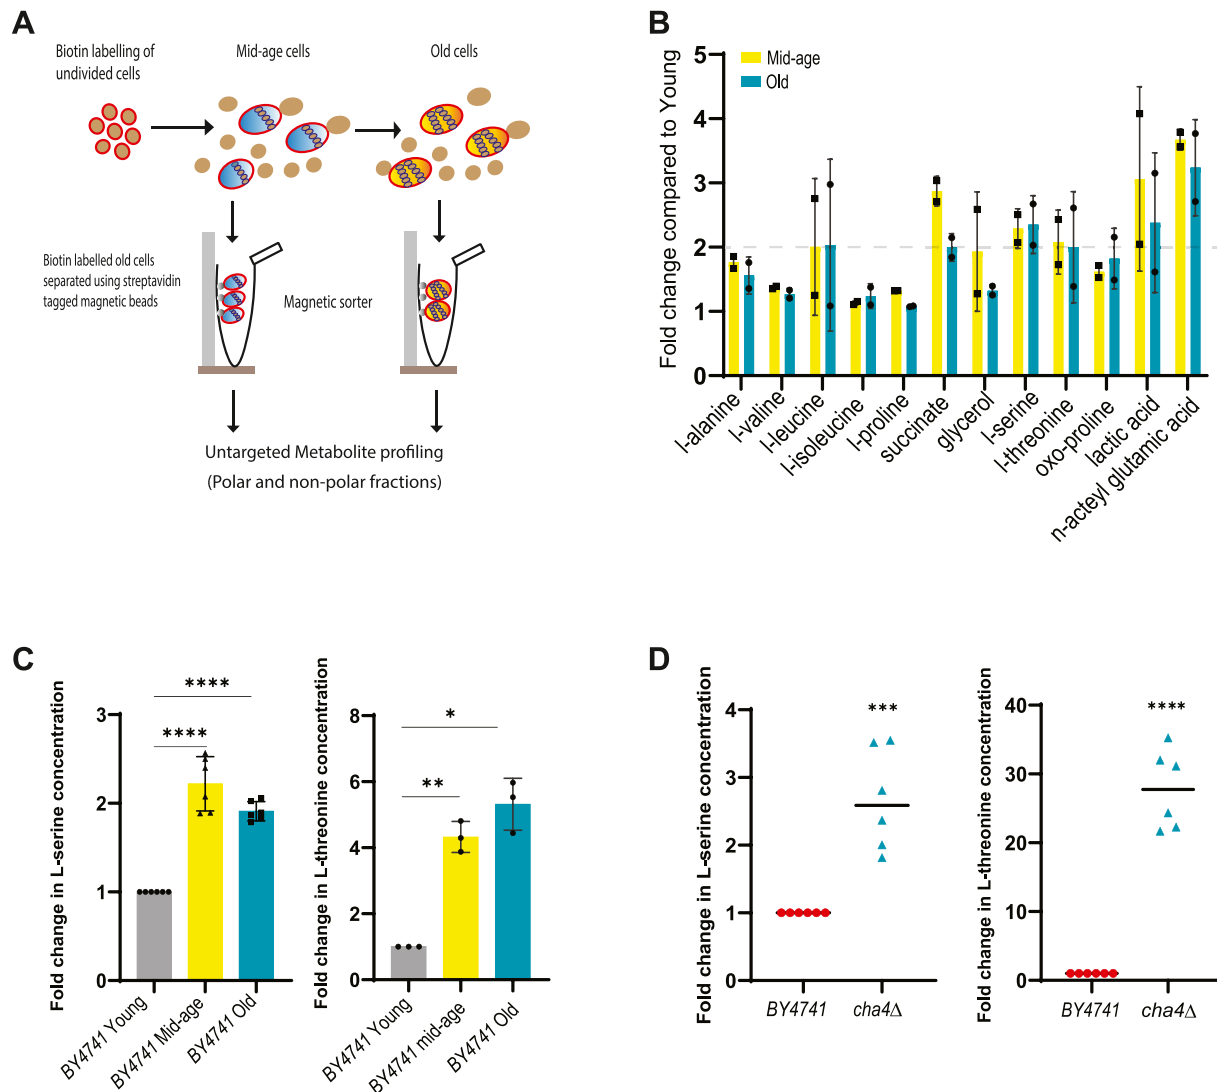 A
Biotin labelling of
undivided cells
Mid-age cells
Old cells
Biotin labelled old cells
separated using streptavidin
tagged magnetic beads
Magnetic sorter
Untargeted Metabolite profiling
(Polar and non-polar fractions)
B
Fold change compared to Young
5
4
3
2
1
0
Mid-age
Old
l-alanine
l-valine
l-leucine
l-isoleucine
l-proline
succinate
glycerol
l-serine
l-threonine
oxo-proline
lactic acid
n-acteyl glutamic acid
C
Fold change in L-serine concentration
3
2
1
0
****
****
BY4741 Young
BY4741 Mid-age
BY4741 Old
Fold change in L-threonine concentration
8
6
4
2
0
*
**
BY4741 Young
BY4741 mid-age
BY4741 Old
D
Fold change in L-serine concentration
4
3
2
1
0
***
BY4741
cha4Δ
Fold change in L-threonine concentration
40
30
20
10
0
****
BY4741
cha4Δ